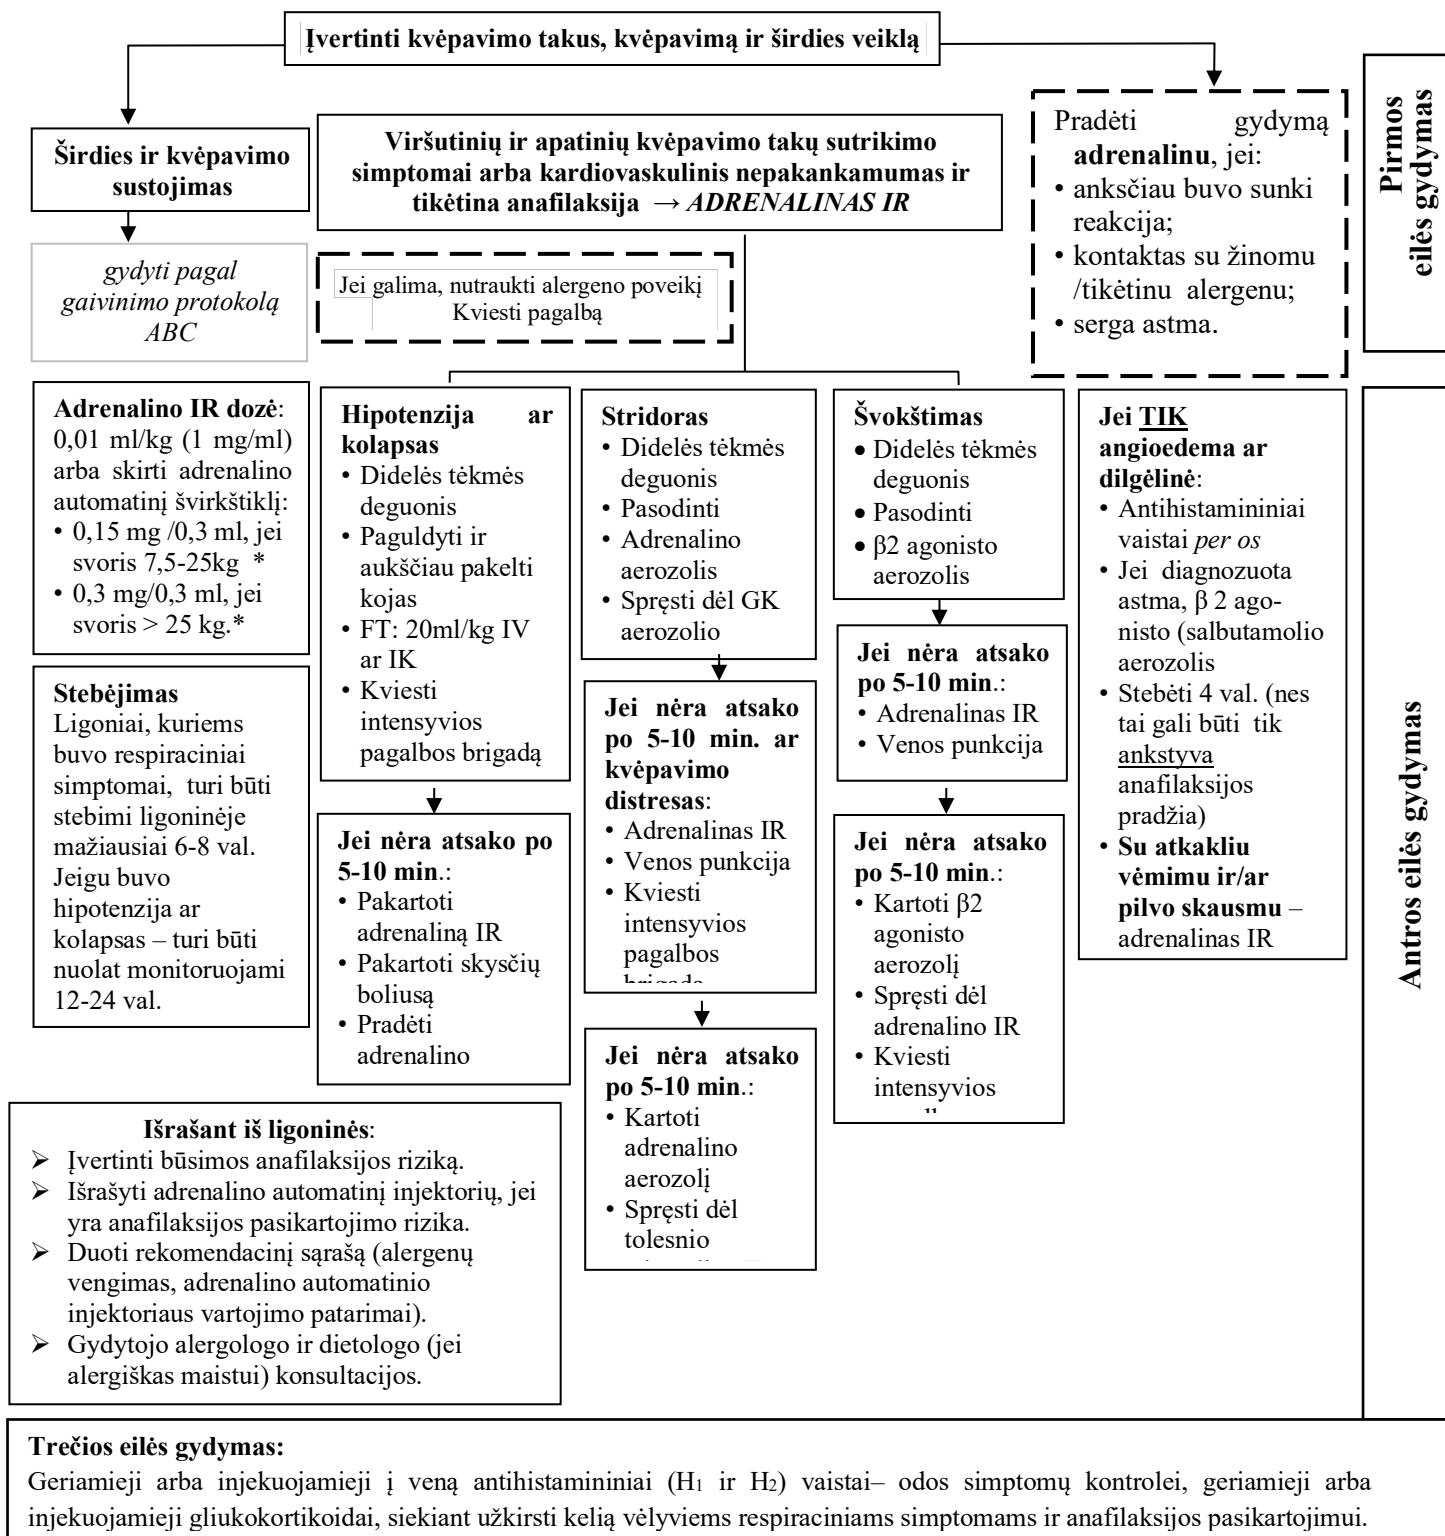 Įvertinti kvėpavimo takus, kvėpavimą ir širdies veiklą
Širdies ir kvėpavimo
sustojimas
gydyti pagal
gaivinimo protokolą
ABC
Viršutinių ir apatinių kvėpavimo takų sutrikimo
simptomai arba kardiovaskulinis nepakankamumas ir
tikėtina anafilaksija → ADRENALINAS IR
Jei galima, nutraukti alergeno poveikį
Kviesti pagalbą
Pradėti gydymą
adrenalinu, jei:
• anksčiau buvo sunki
reakcija;
• kontaktas su žinomu
/tikėtinu alergenu;
• serga astma.
Pirmos
eilės gydymas
Adrenalino IR dozė:
0,01 ml/kg (1 mg/ml)
arba skirti adrenalino
automatinį švirkštiklį:
• 0,15 mg /0,3 ml, jei
svoris 7,5-25kg *
• 0,3 mg/0,3 ml, jei
svoris > 25 kg.*
Stebėjimas
Ligoniai, kuriems
buvo respiraciniai
simptomai, turi būti
stebimi ligoninėje
mažiausiai 6-8 val.
Jeigu buvo
hipotenzija ar
kolapsas – turi būti
nuolat monitoruojami
12-24 val.
Hipotenzija ar
kolapsas
• Didelės tėkmės
deguonis
• Paguldyti ir
aukščiau pakelti
kojas
• FT: 20ml/kg IV
ar IK
• Kviesti
intensyvios
pagalbos brigadą
Jei nėra atsako po
5-10 min.:
• Pakartoti
adrenaliną IR
• Pakartoti skysčių
boliusą
• Pradėti
adrenalino
Stridoras
• Didelės tėkmės
deguonis
• Pasodinti
• Adrenalino
aerozolis
• Spręsti dėl GK
aerozolio
Jei nėra atsako
po 5-10 min. ar
kvėpavimo
distresas:
• Adrenalinas IR
• Venos punkcija
• Kviesti
intensyvios
pagalbos
brigadą
Jei nėra atsako
po 5-10 min.:
• Kartoti
adrenalino
aerozolį
• Spręsti dėl
tolesnio
Švokštimas
• Didelės tėkmės
deguonis
• Pasodinti
• β2 agonisto
aerozolis
Jei nėra atsako
po 5-10 min.:
• Adrenalinas IR
• Venos punkcija
Jei nėra atsako
po 5-10 min.:
• Kartoti β2
agonisto
aerozolį
• Spręsti dėl
adrenalino IR
• Kviesti
intensyvios
Jei TIK
angioedema ar
dilgėlinė:
• Antihistamininiai
vaistai per os
• Jei diagnozuota
astma, β 2 ago-
nisto (salbutamolio
aerozolis
• Stebėti 4 val. (nes
tai gali būti tik
ankstyva
anafilaksijos
pradžia)
• Su atkakliu
vėmimu ir/ar
pilvo skausmu –
adrenalinas IR
Antros eilės gydymas
Išrašant iš ligoninės:
➢ Įvertinti būsimos anafilaksijos riziką.
➢ Išrašyti adrenalino automatinį injektorių, jei
yra anafilaksijos pasikartojimo rizika.
➢ Duoti rekomendacinį sąrašą (alergenų
vengimas, adrenalino automatinio
injektoriaus vartojimo patarimai).
➢ Gydytojo alergologo ir dietologo (jei
alergiškas maistui) konsultacijos.
Trečios eilės gydymas:
Geriamieji arba injekuojamieji į veną antihistamininiai (H₁ ir H₂) vaistai– odos simptomų kontrolei, geriamieji arba
injekuojamieji gliukokortikoidai, siekiant užkirsti kelią vėlyviems respiraciniams simptomams ir anafilaksijos pasikartojimui.